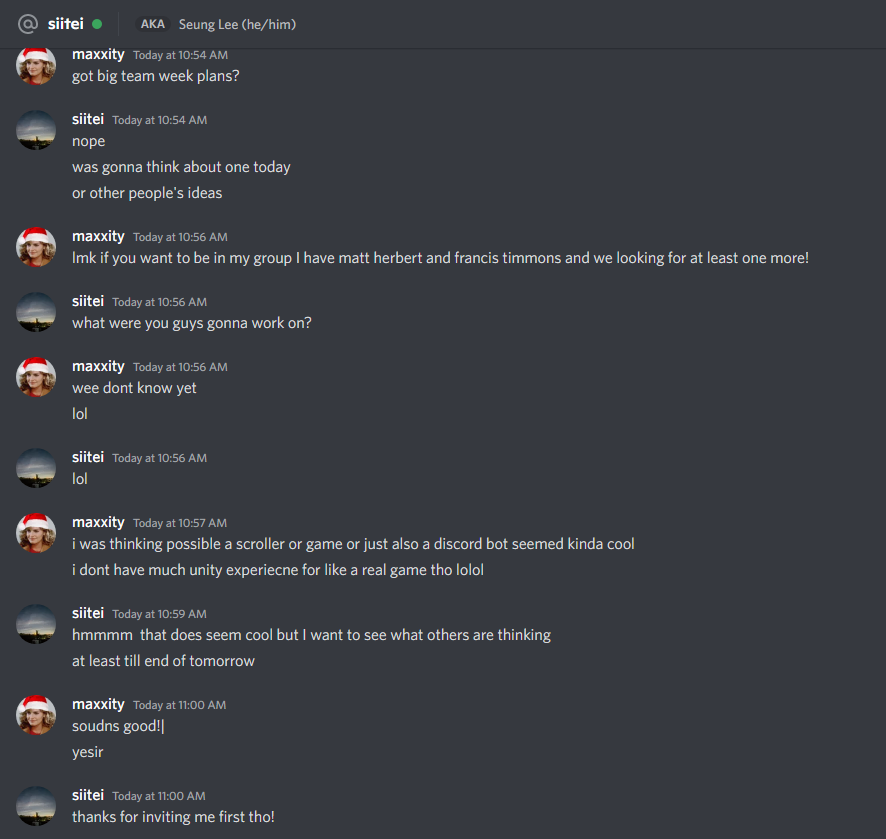 @ siitei AKA Seung Lee (he/him)
maxxity Today at 10:54 AM
got big team week plans?
siitei Today at 10:54 AM
nope
was gonna think about one today
or other people's ideas
maxxity Today at 10:56 AM
lmk if you want to be in my group I have matt herbert and francis timmons and we looking for at least one more!
siitei Today at 10:56 AM
what were you guys gonna work on?
maxxity Today at 10:56 AM
wee dont know yet
lol
siitei Today at 10:56 AM
lol
maxxity Today at 10:57 AM
i was thinking possible a scroller or game or just also a discord bot seemed kinda cool
i dont have much unity experiecne for like a real game tho lolol
siitei Today at 10:59 AM
hmmmm  that does seem cool but I want to see what others are thinking
at least till end of tomorrow
maxxity Today at 11:00 AM
soudns good!|
yesir
siitei Today at 11:00 AM
thanks for inviting me first tho!